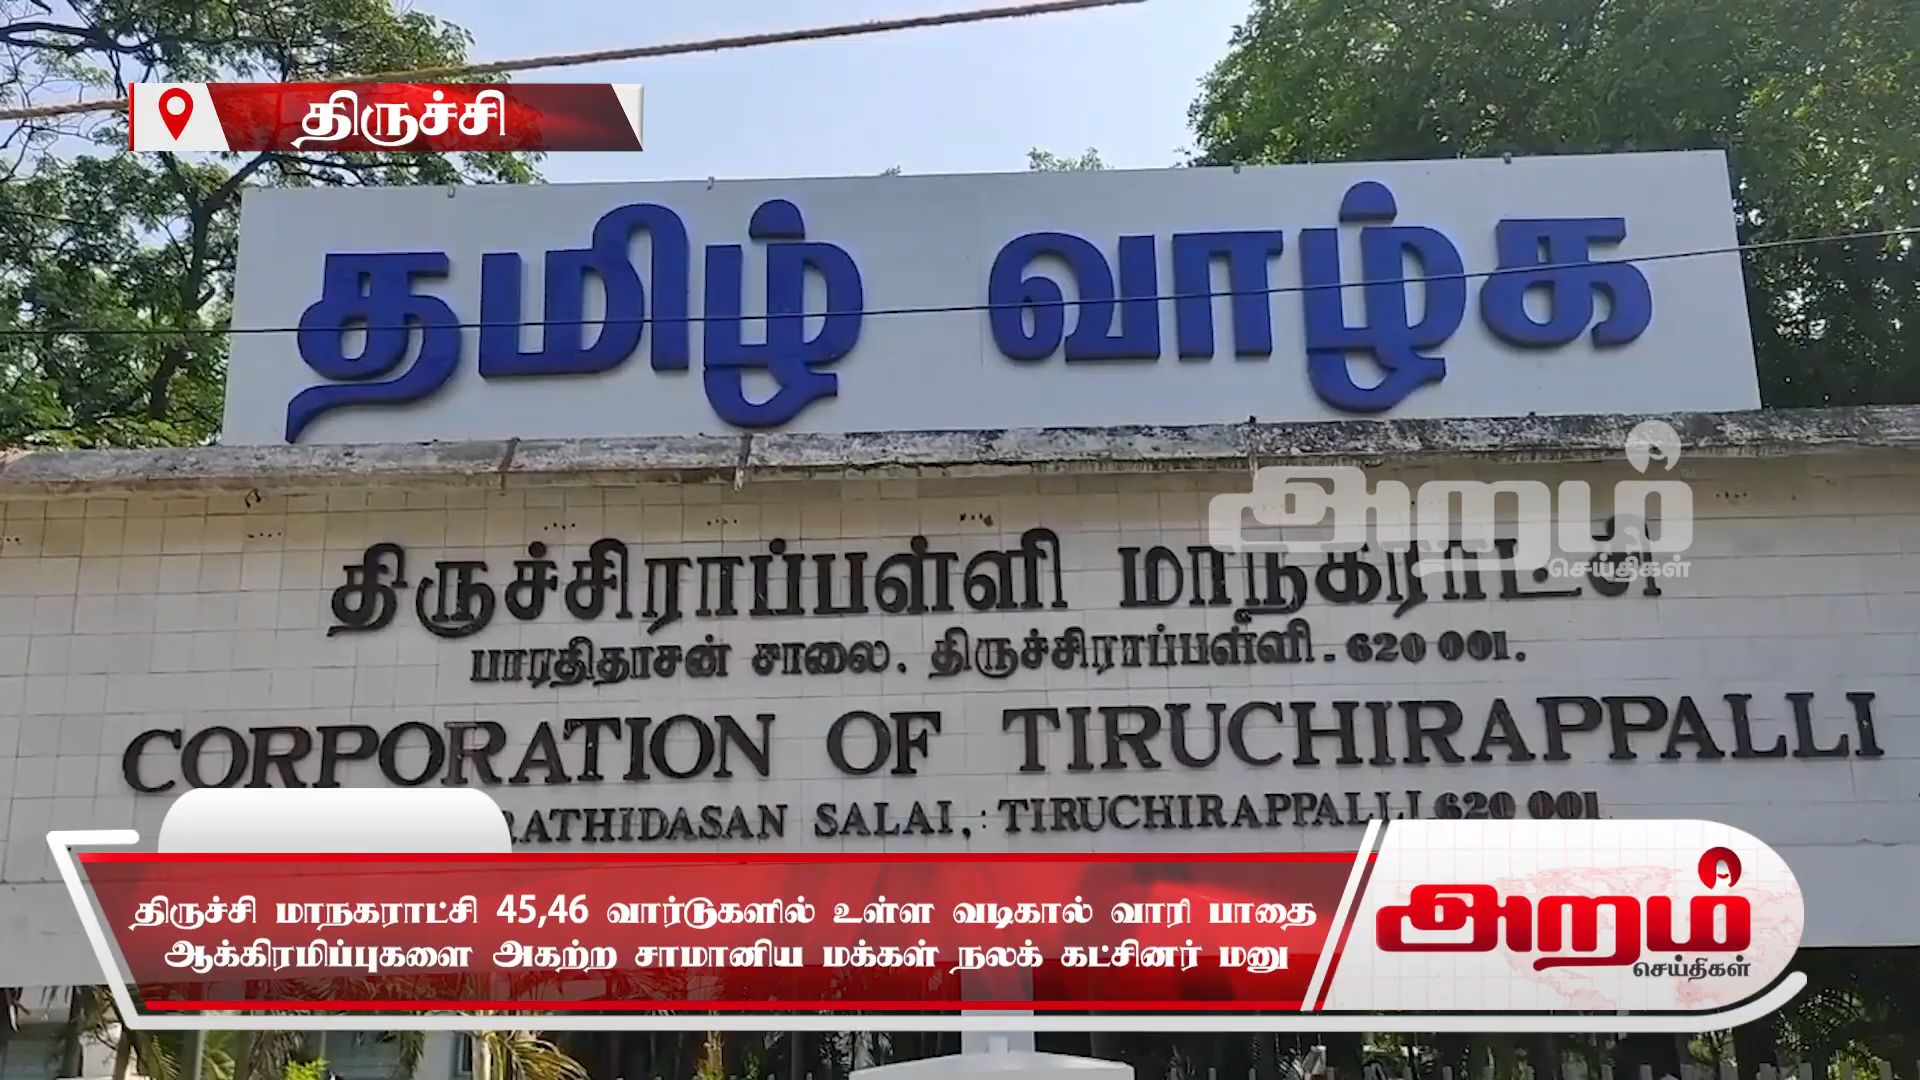 திருச்சி
தமிழ் வாழ்க
அறம்
செய்திகள்
திருச்சிராப்பள்ளி மாநகராட்சி
பாரதிதாசன் சாலை, திருச்சிராப்பள்ளி - 620 001.
CORPORATION OF TIRUCHIRAPPALLI
RATHIDASAN SALAI, : TIRUCHIRAPPALLI 620 001
திருச்சி மாநகராட்சி 45,46 வார்டுகளில் உள்ள வடிகால் வாரி பாதை
ஆக்கிரமிப்புகளை அகற்ற சாமானிய மக்கள் நலக் கட்சினர் மனு
அறம்
செய்திகள்